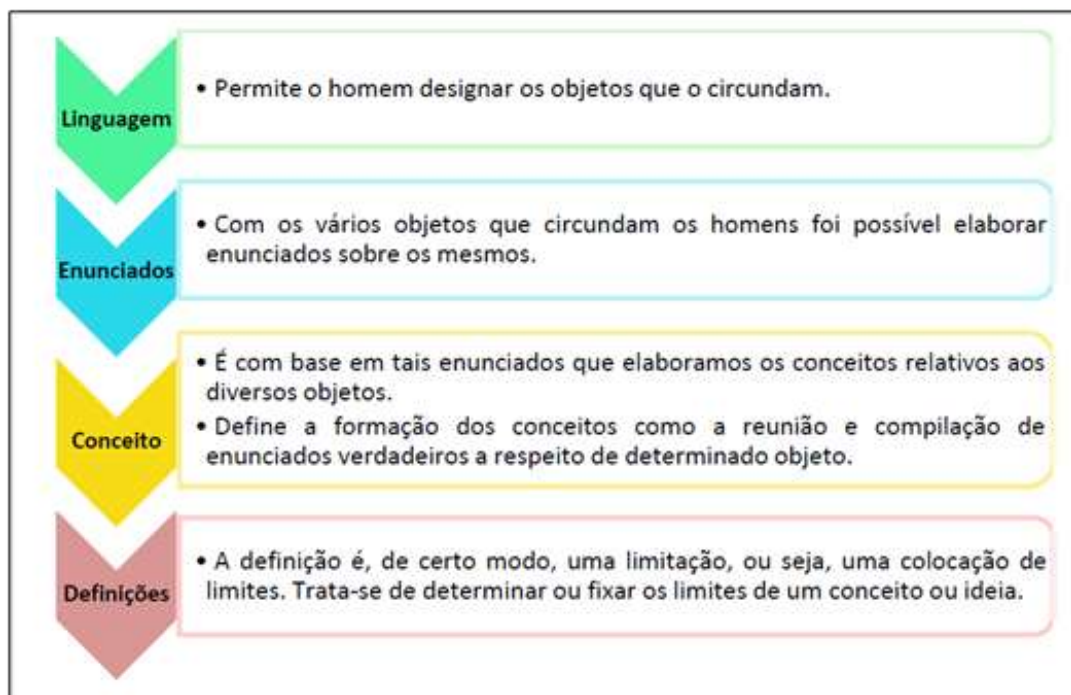 Linguagem
• Permite o homem designar os objetos que o circundam.
Enunciados
• Com os vários objetos que circundam os homens foi possível elaborar
enunciados sobre os mesmos.
Conceito
• É com base em tais enunciados que elaboramos os conceitos relativos aos
diversos objetos.
• Define a formação dos conceitos como a reunião e compilação de
enunciados verdadeiros a respeito de determinado objeto.
Definições
• A definição é, de certo modo, uma limitação, ou seja, uma colocação de
limites. Trata-se de determinar ou fixar os limites de um conceito ou ideia.